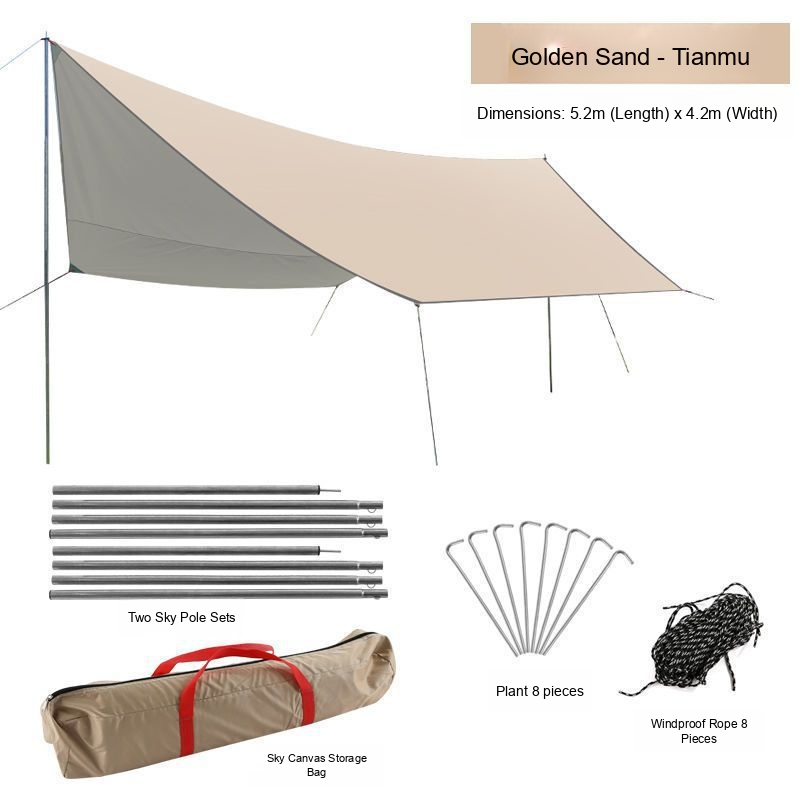 Golden Sand - Tianmu
Dimensions: 5.2m (Length) x 4.2m (Width)
Two Sky Pole Sets
Plant 8 pieces
Windproof Rope 8
Pieces
Sky Canvas Storage
Bag